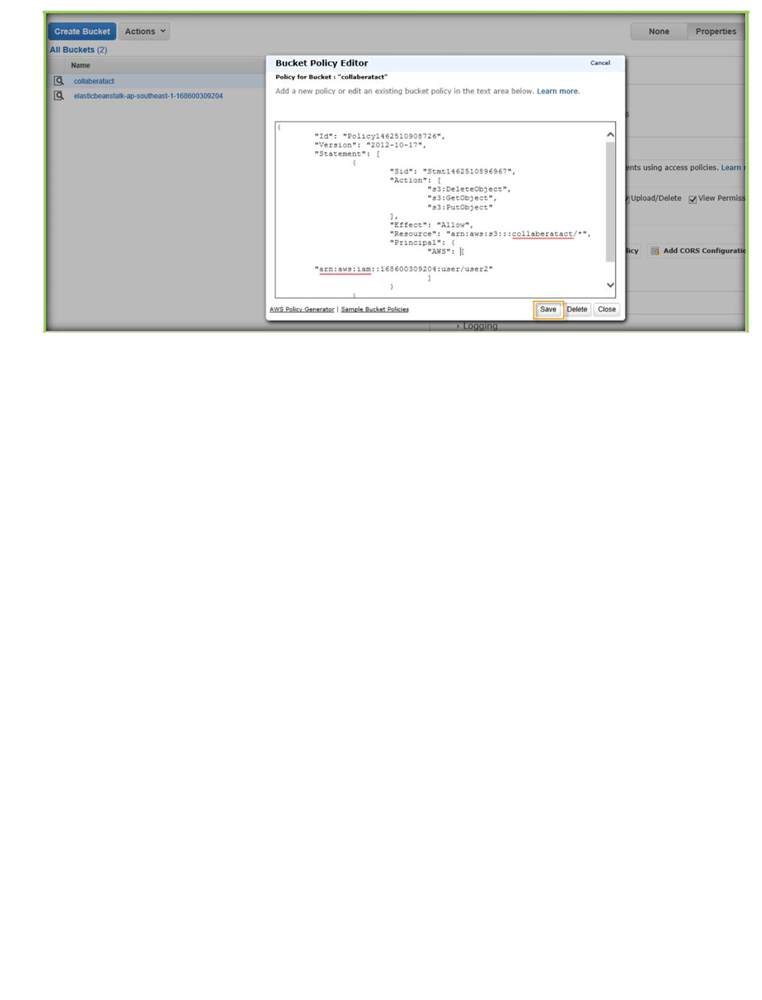 Create Bucket Actions None Properties
All Buckets (2)
Name
collaberatact
elasticbeanstalk-ap-southeast-1-168600309204
Bucket Policy Editor Cancel
Policy for Bucket : "collaberatact"
Add a new policy or edit an existing bucket policy in the text area below. Learn more.
{
"Id": "Policy1462510908726",
"Version": "2012-10-17",
"Statement": [
{
"Sid": "Stmt1462510896967",
"Action": [
"s3:DeleteObject",
"s3:GetObject",
"s3:PutObject"
],
"Effect": "Allow",
"Resource": "arn:aws:s3:::collaberatact/*",
"Principal": {
"AWS": [
"arn:aws:iam::168600309204:user/user2"
]
}
}
AWS Policy Generator | Sample Bucket Policies Save Delete Close
6
ents using access policies. Learn
Upload/Delete View Permiss
licy Add CORS Configuratio
Logging